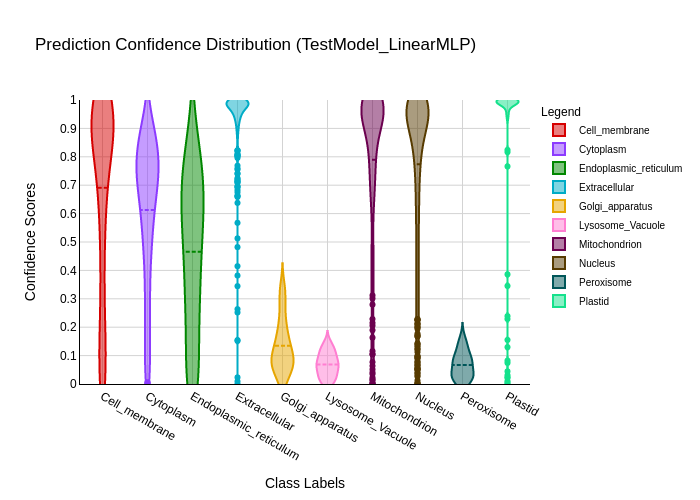 Prediction Confidence Distribution (TestModel_LinearMLP)
Confidence Scores
1
0.9
0.8
0.7
0.6
0.5
0.4
0.3
0.2
0.1
0
Cell_membrane
Cytoplasm
Endoplasmic_reticulum
Extracellular
Golgi_apparatus
Lysosome_Vacuole
Mitochondrion
Nucleus
Peroxisome
Plastid
Class Labels
Legend
Cell_membrane
Cytoplasm
Endoplasmic_reticulum
Extracellular
Golgi_apparatus
Lysosome_Vacuole
Mitochondrion
Nucleus
Peroxisome
Plastid